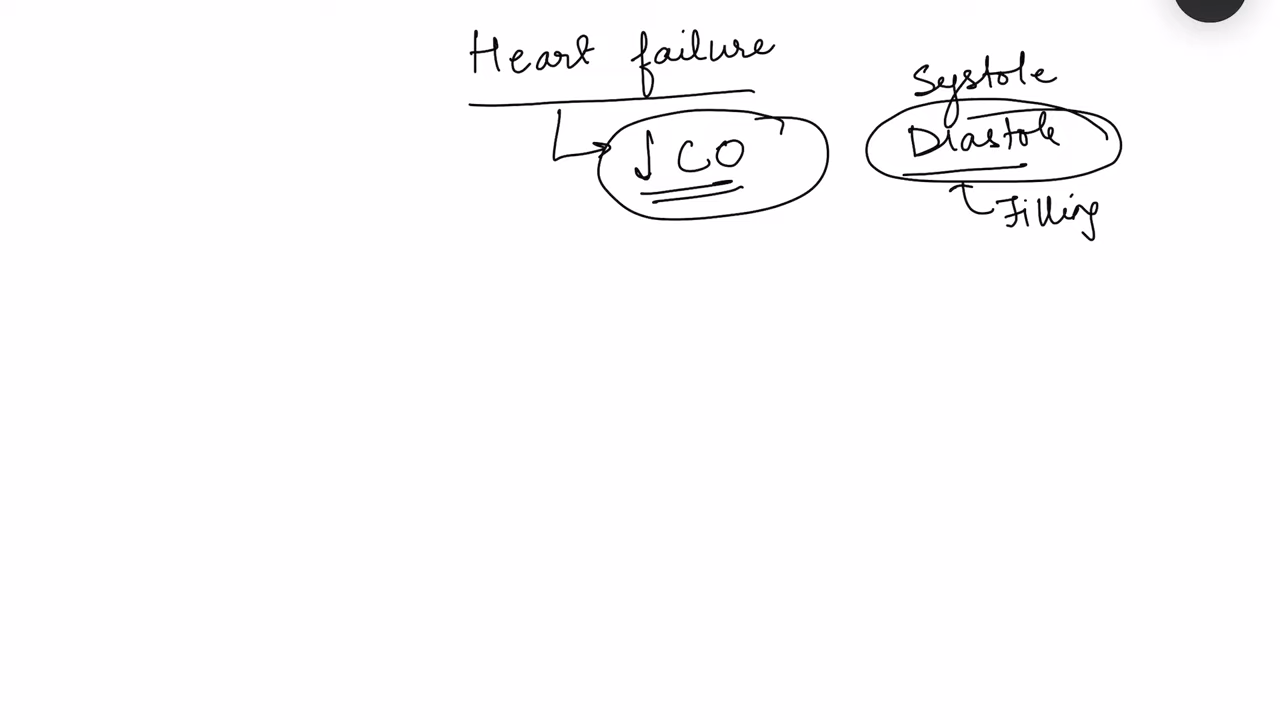 Heart failure
↓ CO
Systole
Diastole
Filling